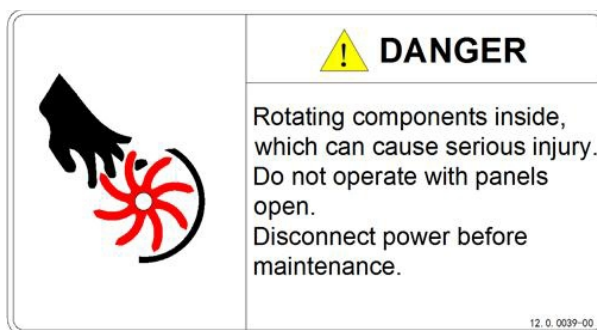 DANGER
Rotating components inside,
which can cause serious injury.
Do not operate with panels
open.
Disconnect power before
maintenance.
12.0.0039-00